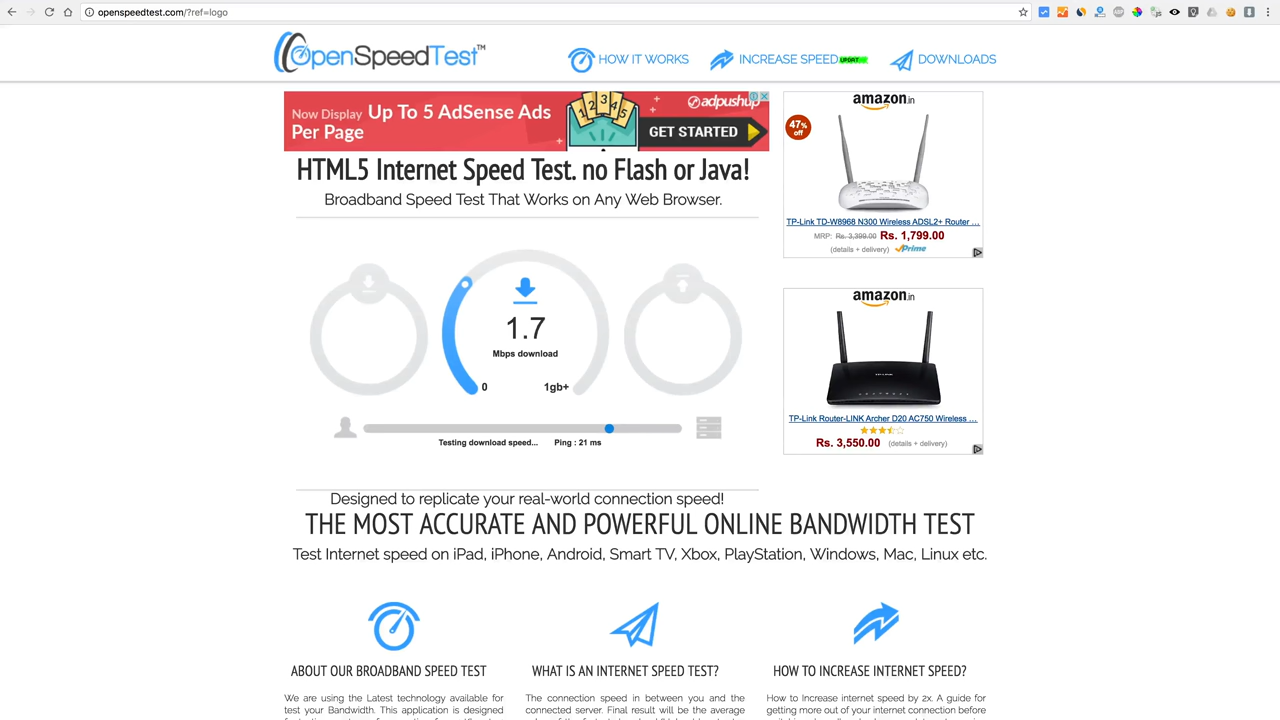 openspeedtest.com/?ref=logo
OpenSpeedTest™
HOW IT WORKS
INCREASE SPEED
DOWNLOADS
Now Display Up To 5 AdSense Ads
Per Page
1 2 3 4 5
adpushup
GET STARTED
HTML5 Internet Speed Test. no Flash or Java!
Broadband Speed Test That Works on Any Web Browser.
1.7
Mbps download
0
1gb+
Testing download speed...
Ping : 21 ms
amazon.in
47%
off
TP-Link TD-W8968 N300 Wireless ADSL2+ Router ...
MRP: Rs. 3,399.00 Rs. 1,799.00
(details + delivery) Prime
amazon.in
TP-Link Router-LINK Archer D20 AC750 Wireless ...
Rs. 3,550.00 (details + delivery)
Designed to replicate your real-world connection speed!
THE MOST ACCURATE AND POWERFUL ONLINE BANDWIDTH TEST
Test Internet speed on iPad, iPhone, Android, Smart TV, Xbox, PlayStation, Windows, Mac, Linux etc.
ABOUT OUR BROADBAND SPEED TEST
We are using the Latest technology available for
test your Bandwidth. This application is designed
WHAT IS AN INTERNET SPEED TEST?
The connection speed in between you and the
connected server. Final result will be the average
HOW TO INCREASE INTERNET SPEED?
How to Increase internet speed by 2x. A guide for
getting more out of your internet connection before